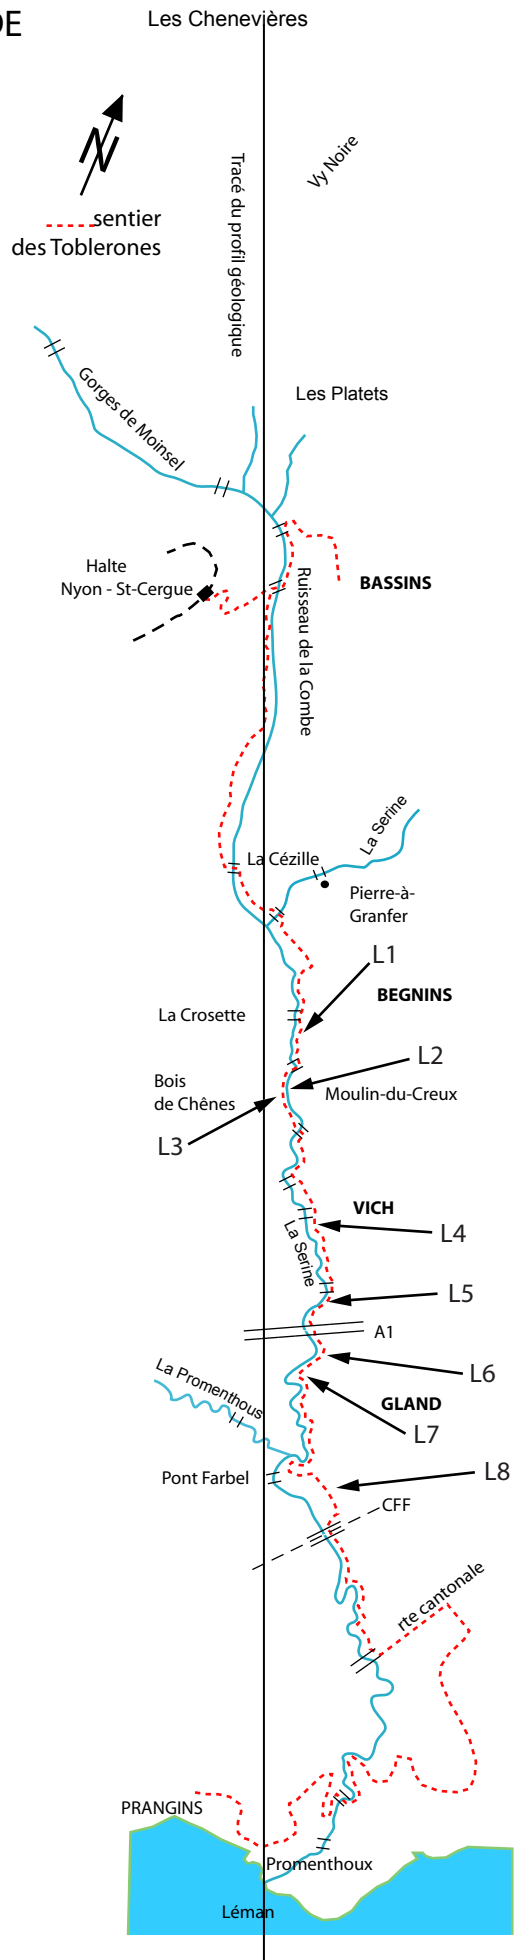 DE
Les Chenevières
N
Vy Noire
Tracé du profil géologique
sentier
des Toblerones
Gorges de Moinsel
Les Platets
Halte
Nyon - St-Cergue
BASSINS
Ruisseau de la Combe
La Serine
La Cézille
Pierre-à-
Granfer
L1
BEGNINS
La Crosette
L2
Bois
de Chênes
Moulin-du-Creux
L3
VICH
L4
La Serine
L5
A1
L6
La Promenthous
GLAND
L7
L8
Pont Farbel
CFF
rte cantonale
PRANGINS
Promenthoux
Léman